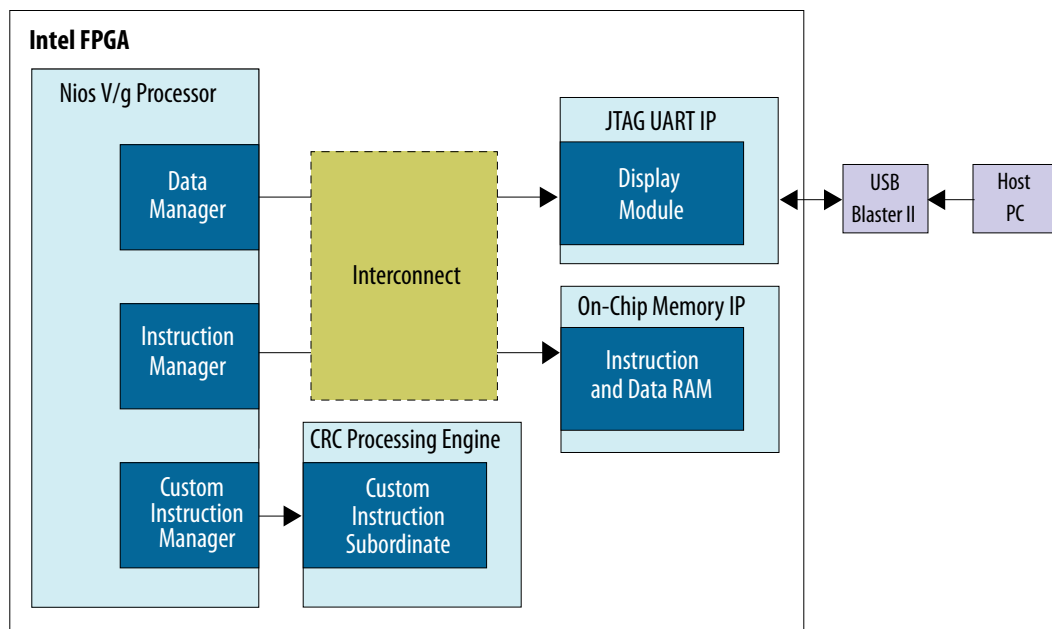 Intel FPGA
Nios V/g Processor
Data
Manager
Instruction
Manager
Custom
Instruction
Manager
Interconnect
CRC Processing Engine
Custom
Instruction
Subordinate
JTAG UART IP
Display
Module
On-Chip Memory IP
Instruction
and Data RAM
USB
Blaster II
Host
PC